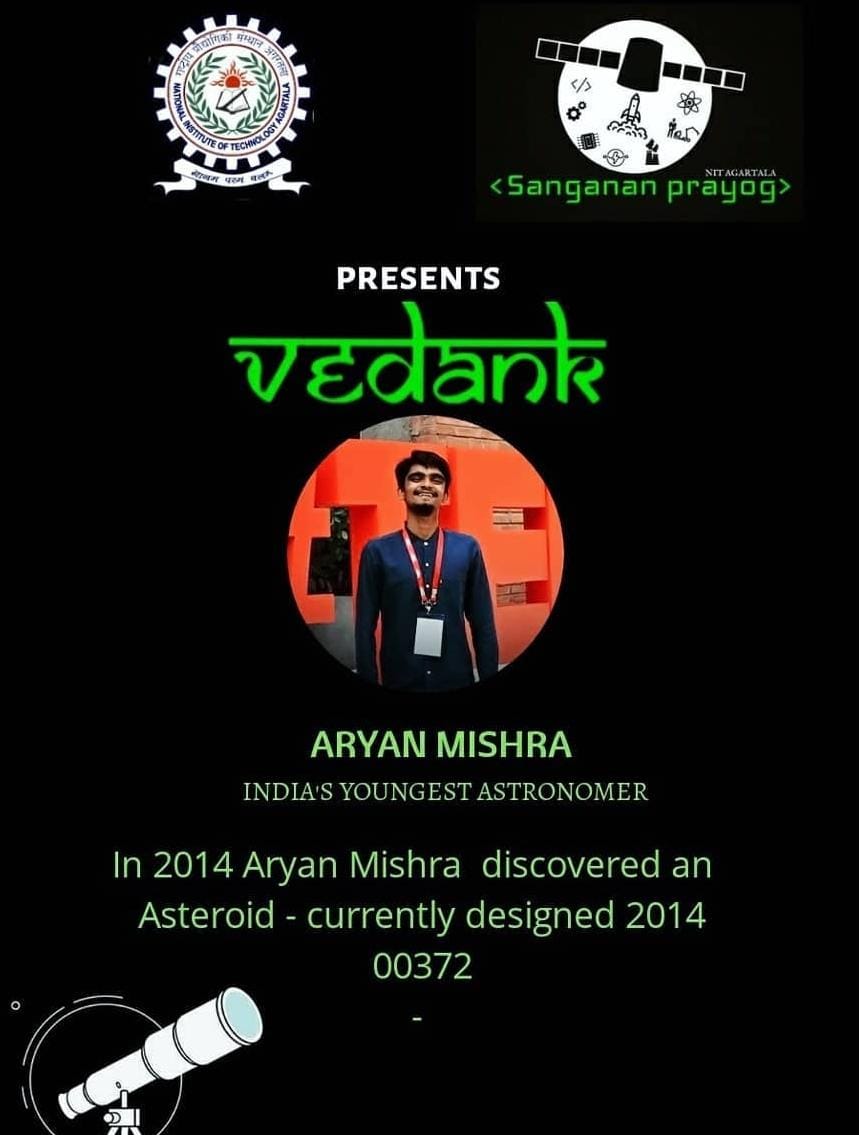 राष्ट्रीय प्रौद्योगिकी संस्थान अगरतला
NATIONAL INSTITUTE OF TECHNOLOGY AGARTALA
</>
NIT AGARTALA
<Sanganan prayog>
PRESENTS
vedank
ARYAN MISHRA
INDIA'S YOUNGEST ASTRONOMER
In 2014 Aryan Mishra discovered an
Asteroid - currently designed 2014
00372
-